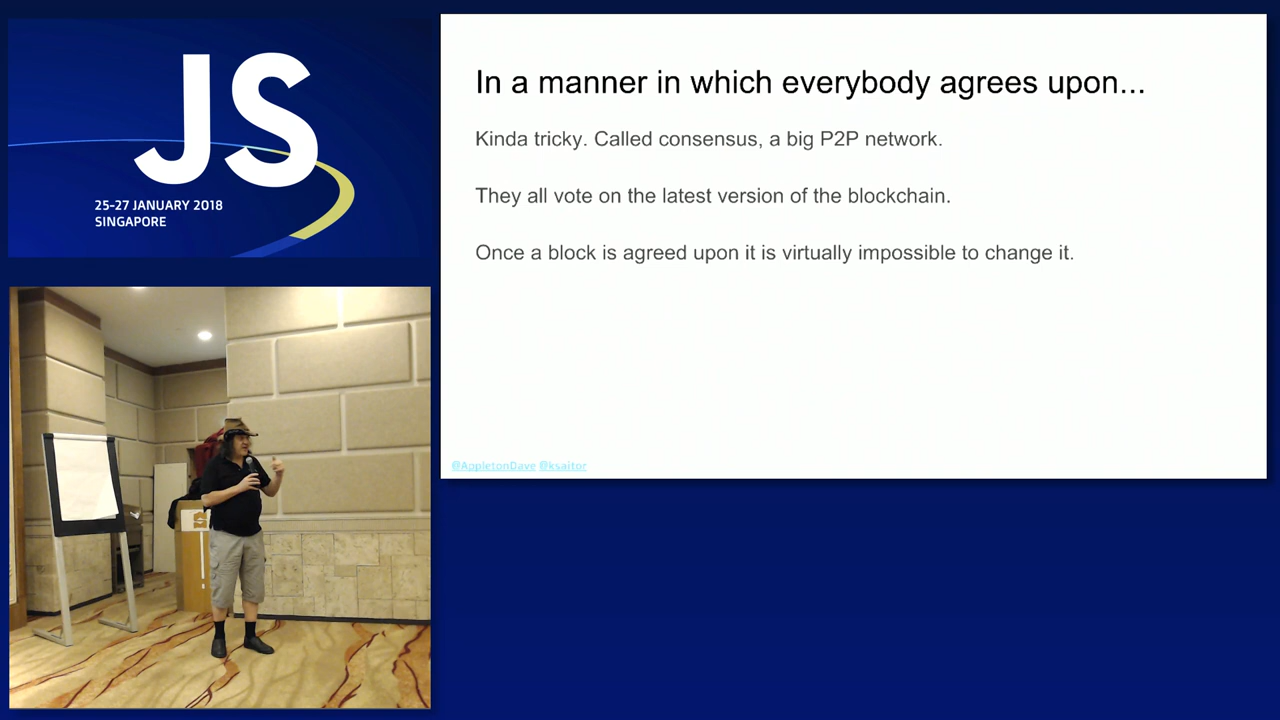 JS
25-27 JANUARY 2018
SINGAPORE
In a manner in which everybody agrees upon...
Kinda tricky. Called consensus, a big P2P network.
They all vote on the latest version of the blockchain.
Once a block is agreed upon it is virtually impossible to change it.
@AppletonDave @ksaitor